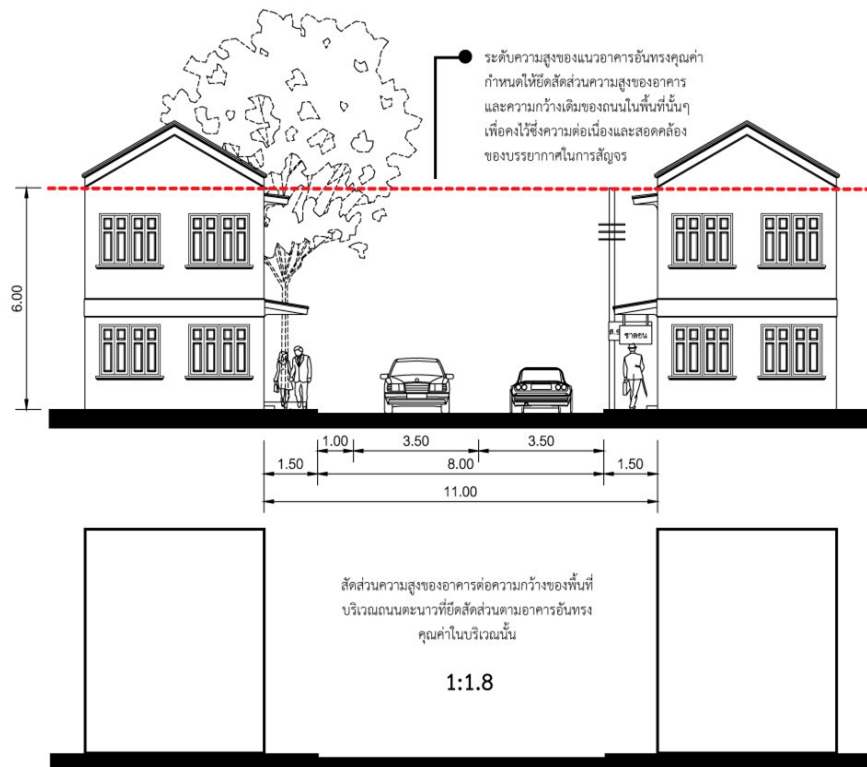 ระดับความสูงของแนวอาคารอันทรงคุณค่า
กำหนดให้ยึดสัดส่วนความสูงของอาคาร
และความกว้างเดิมของถนนในพื้นที่นั้นๆ
เพื่อคงไว้ซึ่งความต่อเนื่องและสอดคล้อง
ของบรรยากาศในการสัญจร
6.00
ชาตยน
1.00 3.50 3.50
1.50 8.00 1.50
11.00
สัดส่วนความสูงของอาคารต่อความกว้างของพื้นที่
บริเวณถนนตะนาวที่ยึดสัดส่วนตามอาคารอันทรง
คุณค่าในบริเวณนั้น
1:1.8